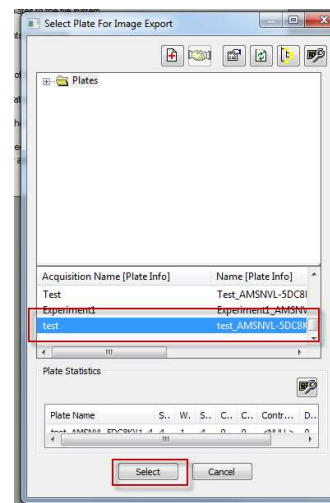 Select Plate For Image Export
Plates
Acquisition Name [Plate Info] Name [Plate Info]
Test Test_AMSNVL-5DC8
Experiment1 Experiment1_AMSNV
test test_AMSNVL-5DC8K
Plate Statistics
Plate Name S.. W. S.. C.. C.. Contr... D..
Select Cancel